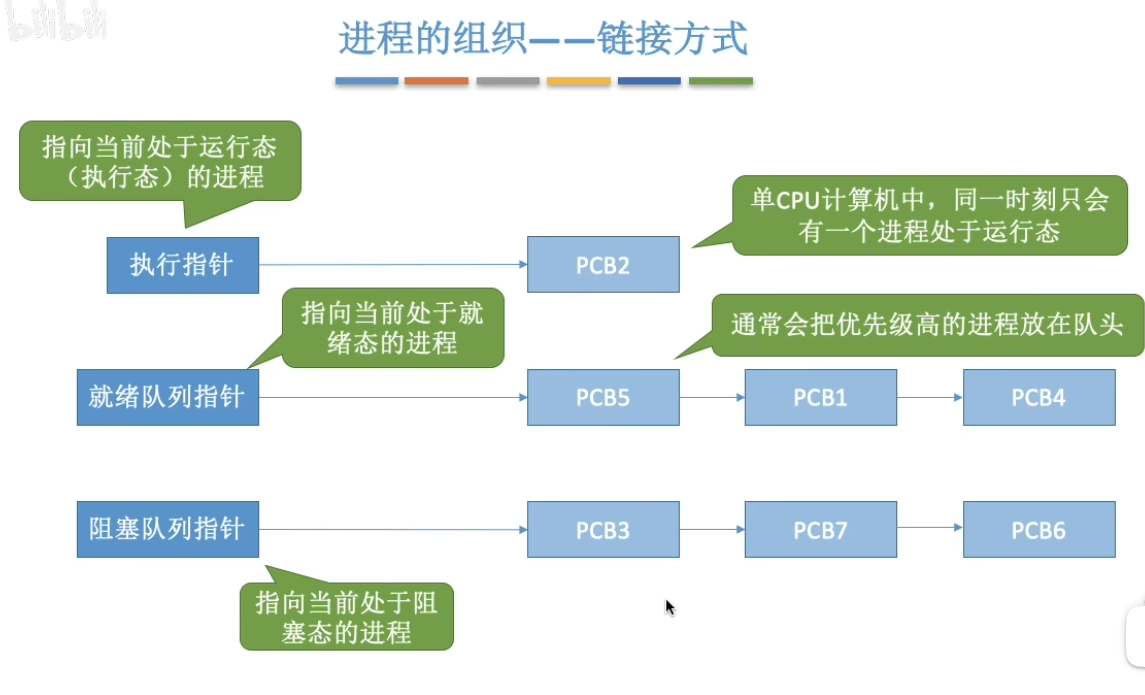 bilibili
进程的组织——链接方式
指向当前处于运行态
（执行态）的进程
单CPU计算机中，同一时刻只会
有一个进程处于运行态
执行指针
PCB2
指向当前处于就
绪态的进程
通常会把优先级高的进程放在队头
就绪队列指针
PCB5
PCB1
PCB4
阻塞队列指针
PCB3
PCB7
PCB6
指向当前处于阻
塞态的进程